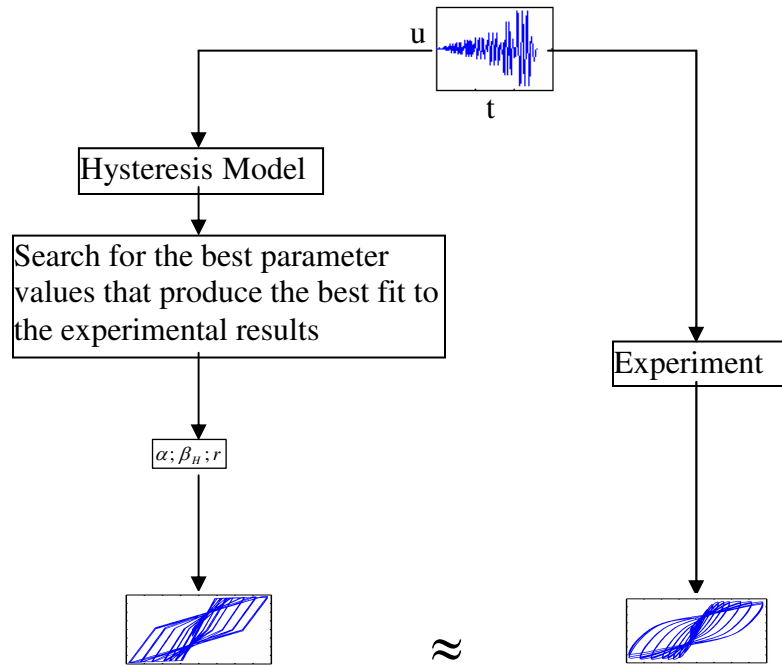 u
t
Hysteresis Model
Search for the best parameter
values that produce the best fit to
the experimental results
Experiment
α; β_H; r
≈